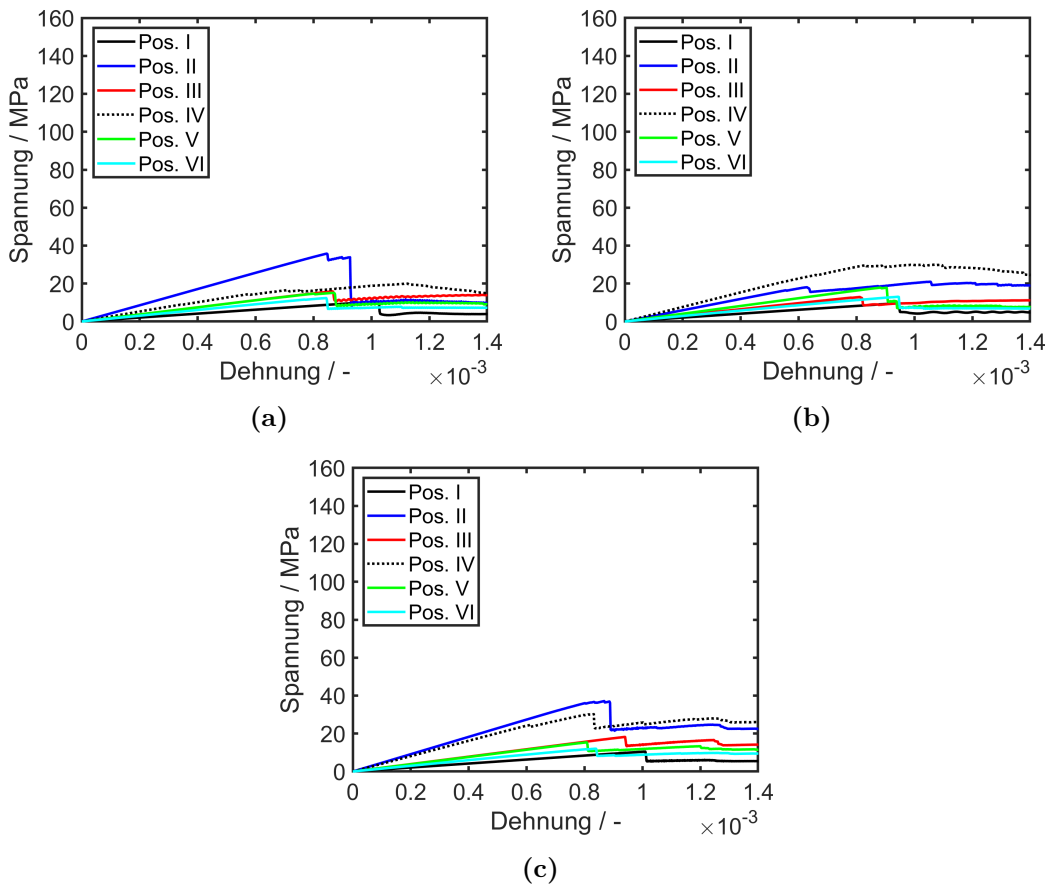 160
140
120
100
80
60
40
20
0
Spannung / MPa
Pos. I
Pos. II
Pos. III
Pos. IV
Pos. V
Pos. VI
0 0.2 0.4 0.6 0.8 1 1.2 1.4
Dehnung / - ×10⁻³
(a)
160
140
120
100
80
60
40
20
0
Spannung / MPa
Pos. I
Pos. II
Pos. III
Pos. IV
Pos. V
Pos. VI
0 0.2 0.4 0.6 0.8 1 1.2 1.4
Dehnung / - ×10⁻³
(b)
160
140
120
100
80
60
40
20
0
Spannung / MPa
Pos. I
Pos. II
Pos. III
Pos. IV
Pos. V
Pos. VI
0 0.2 0.4 0.6 0.8 1 1.2 1.4
Dehnung / - ×10⁻³
(c)